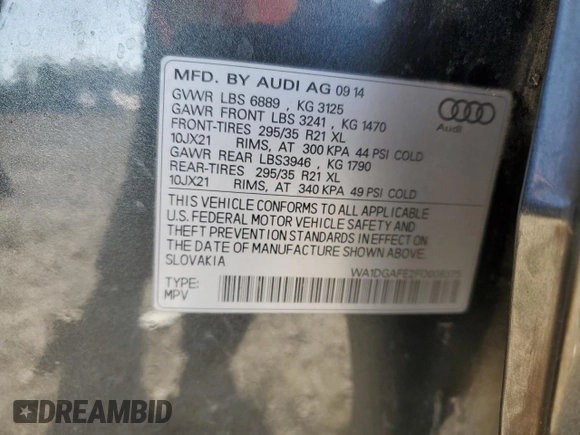 MFD. BY AUDI AG 09 14
GVWR LBS 6889 , KG 3125
GAWR FRONT LBS 3241 , KG 1470
FRONT-TIRES 295/35 R21 XL
10JX21 RIMS, AT 300 KPA 44 PSI COLD
GAWR REAR LBS3946 , KG 1790
REAR-TIRES 295/35 R21 XL
10JX21 RIMS, AT 340 KPA 49 PSI COLD
Audi
THIS VEHICLE CONFORMS TO ALL APPLICABLE
U.S. FEDERAL MOTOR VEHICLE SAFETY AND
THEFT PREVENTION STANDARDS IN EFFECT ON
THE DATE OF MANUFACTURE SHOWN ABOVE.
SLOVAKIA
TYPE:
MPV
DREAMBID